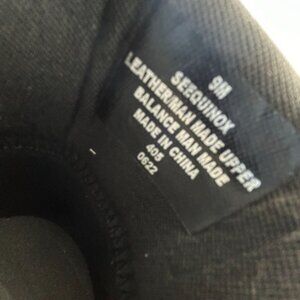 9M
SEEQUINOX
LEATHER/MAN MADE UPPER
BALANCE MAN MADE
MADE IN CHINA
405
0622